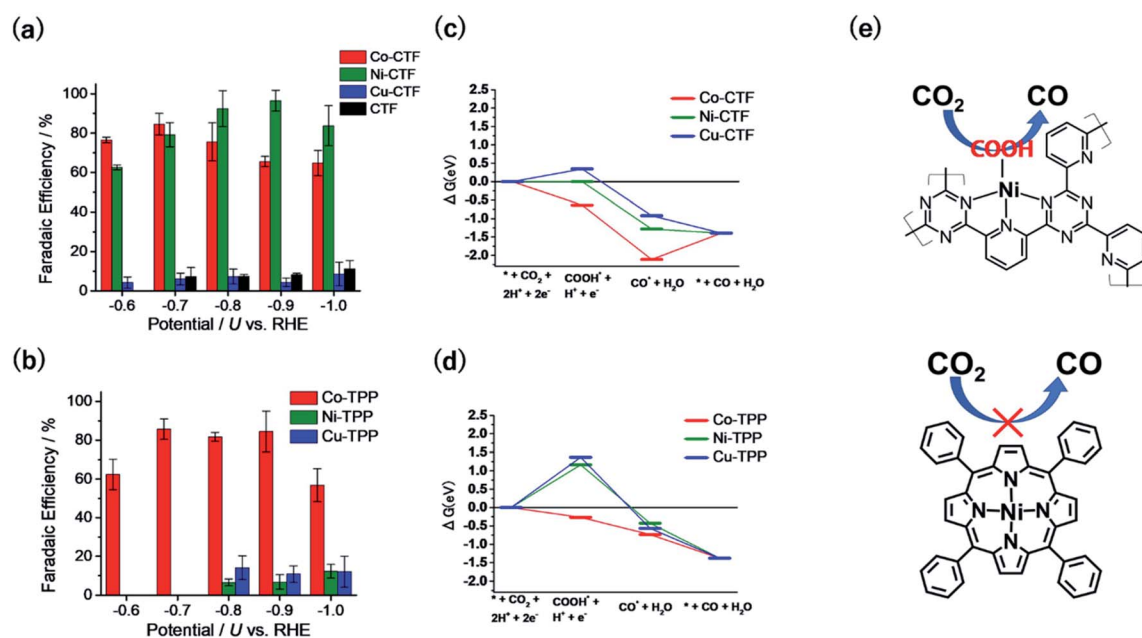 (a)
Co-CTF
Ni-CTF
Cu-CTF
CTF
Faradaic Efficiency / %
100
80
60
40
20
0
-0.6 -0.7 -0.8 -0.9 -1.0
Potential / U vs. RHE
(b)
Co-TPP
Ni-TPP
Cu-TPP
Faradaic Efficiency / %
100
80
60
40
20
0
-0.6 -0.7 -0.8 -0.9 -1.0
Potential / U vs. RHE
(c)
Co-CTF
Ni-CTF
Cu-CTF
Δ G(eV)
2.5
2.0
1.5
1.0
0.5
0.0
-0.5
-1.0
-1.5
-2.0
* + CO₂ + COOH* + CO* + H₂O * + CO + H₂O
2H⁺ + 2e⁻ H⁺ + e⁻
(d)
Co-TPP
Ni-TPP
Cu-TPP
Δ G(eV)
2.5
2.0
1.5
1.0
0.5
0.0
-0.5
-1.0
-1.5
-2.0
* + CO₂ + COOH* + CO* + H₂O * + CO + H₂O
2H⁺ + 2e⁻ H⁺ + e⁻
(e)
CO₂ CO
COOH
Ni
N N N N
N N N
N N N N
CO₂ CO
N
N Ni N
N